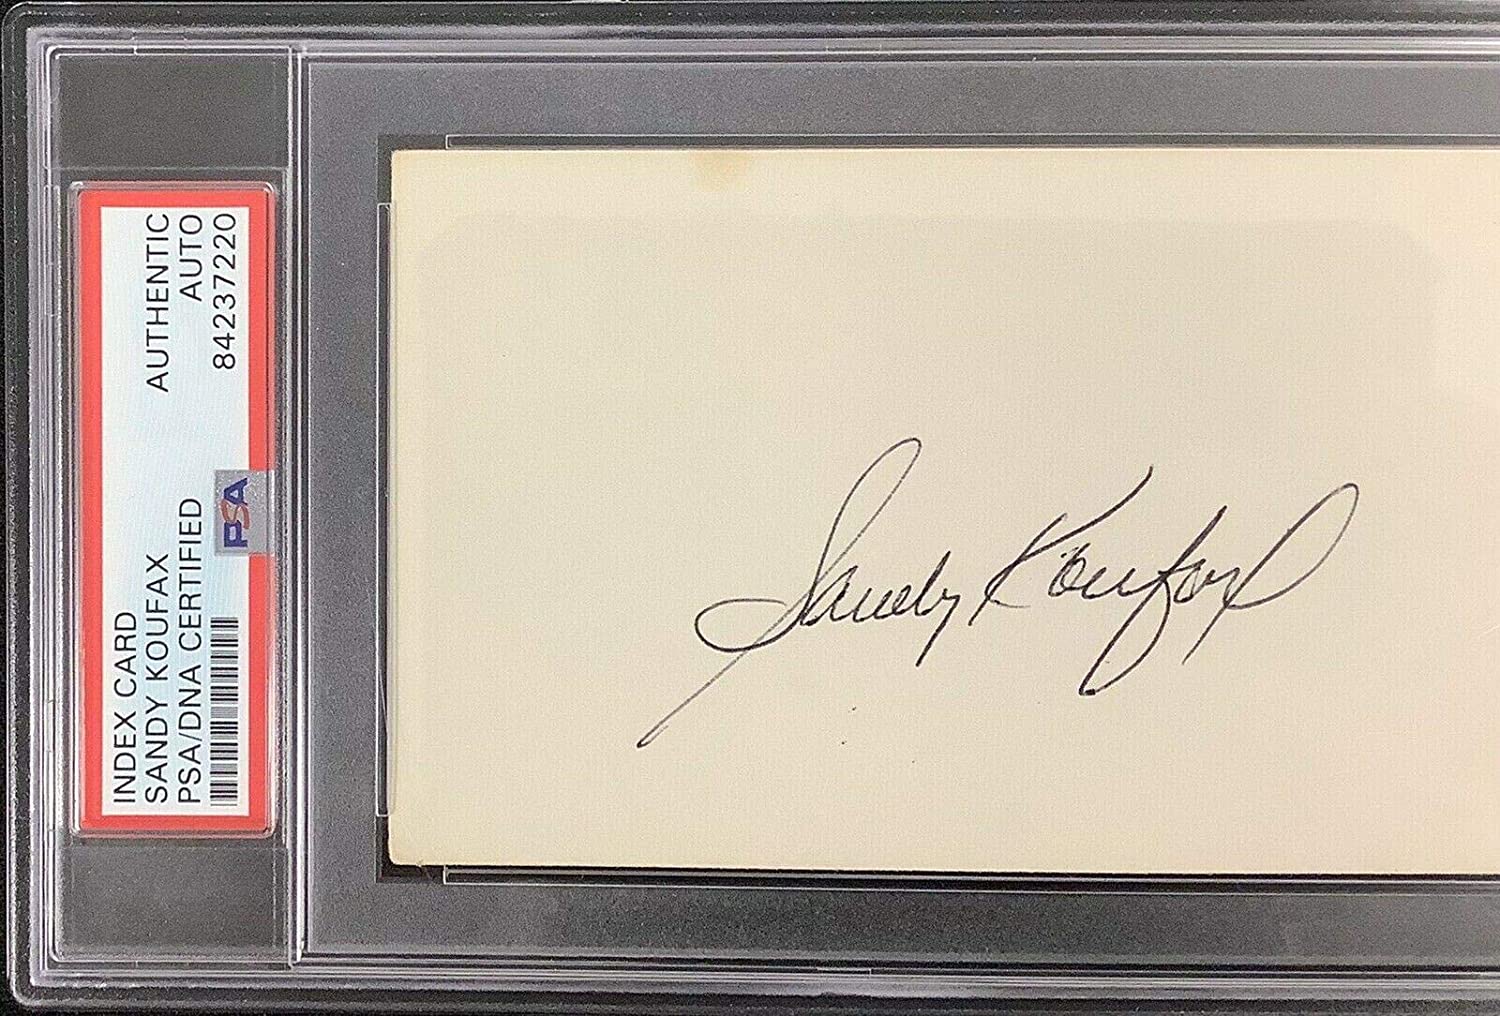 INDEX CARD AUTHENTIC
SANDY KOUFAX AUTO
PSA/DNA CERTIFIED 84237220
PSA
Sandy Koufax